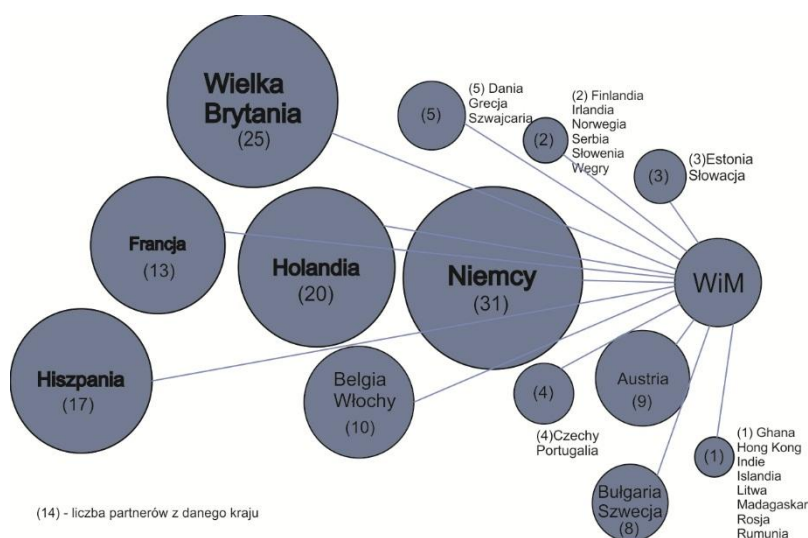 Wielka
Brytania
(25)
(5)
(5) Dania
Grecja
Szwajcaria
(2)
(2) Finlandia
Irlandia
Norwegia
Serbia
Słowenia
Węgry
(3)
(3)Estonia
Słowacja
Francja
(13)
Holandia
(20)
Niemcy
(31)
WiM
Hiszpania
(17)
Belgia
Włochy
(10)
(4)
(4)Czechy
Portugalia
Austria
(9)
(1)
(1) Ghana
Hong Kong
Indie
Islandia
Litwa
Madagaskar
Rosja
Rumunia
Bułgaria
Szwecja
(8)
(14) - liczba partnerów z danego kraju